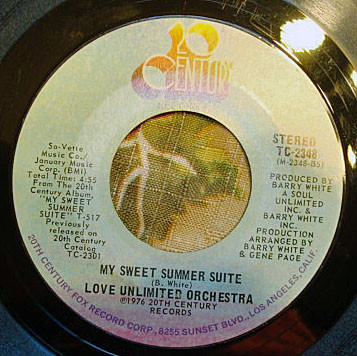 20
CENTURY
RECORDS
Sa-Vette
Music Co./
January Music
Corp. (BMI)
Total Time: 4:55
From The 20th
Century Album,
"MY SWEET
SUMMER
SUITE" T-517
Previously
released on
20th Century
Catalog
TC-2301
STEREO
TC-2348
(M-2348-BS)
PRODUCED BY
BARRY WHITE
A SOUL
UNLIMITED
INC. &
BARRY WHITE
INC.
PRODUCTION
ARRANGED BY
BARRY WHITE
& GENE PAGE
MY SWEET SUMMER SUITE
(B. White)
LOVE UNLIMITED ORCHESTRA
©1976 20TH CENTURY
RECORDS
20TH CENTURY FOX RECORD CORP., 8255 SUNSET BLVD., LOS ANGELES, CALIF.